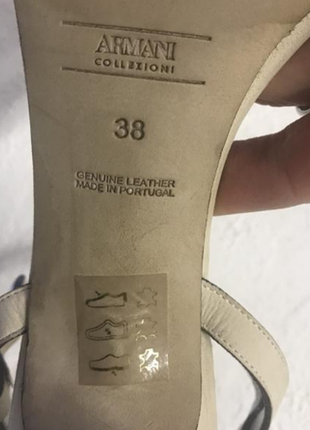 ARMANI
COLLEZIONI
38
GENUINE LEATHER
MADE IN PORTUGAL